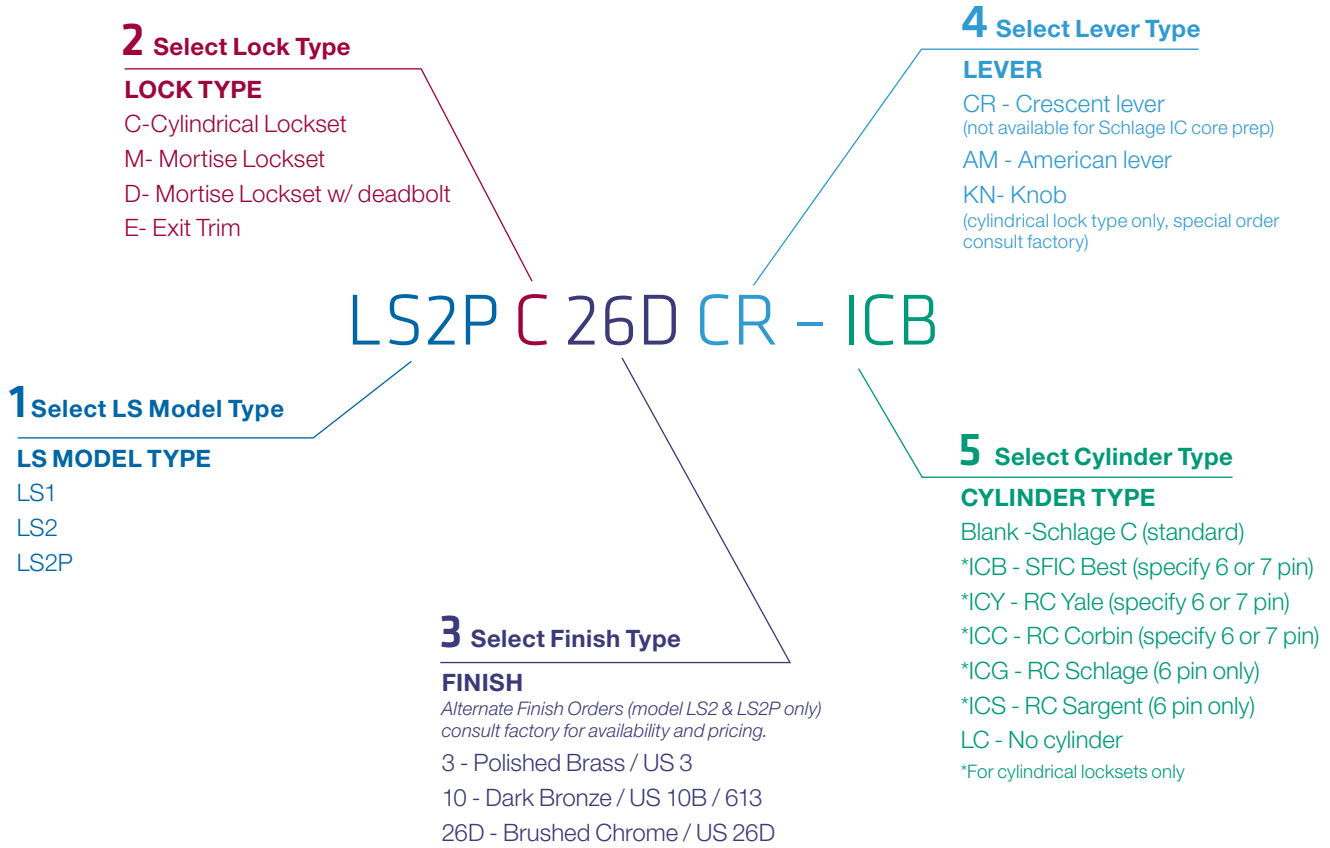 2 Select Lock Type
LOCK TYPE
C-Cylindrical Lockset
M- Mortise Lockset
D- Mortise Lockset w/ deadbolt
E- Exit Trim
4 Select Lever Type
LEVER
CR - Crescent lever
(not available for Schlage IC core prep)
AM - American lever
KN- Knob
(cylindrical lock type only, special order
consult factory)
LS2P C 26D CR – ICB
1 Select LS Model Type
LS MODEL TYPE
LS1
LS2
LS2P
3 Select Finish Type
FINISH
Alternate Finish Orders (model LS2 & LS2P only)
consult factory for availability and pricing.
3 - Polished Brass / US 3
10 - Dark Bronze / US 10B / 613
26D - Brushed Chrome / US 26D
5 Select Cylinder Type
CYLINDER TYPE
Blank -Schlage C (standard)
*ICB - SFIC Best (specify 6 or 7 pin)
*ICY - RC Yale (specify 6 or 7 pin)
*ICC - RC Corbin (specify 6 or 7 pin)
*ICG - RC Schlage (6 pin only)
*ICS - RC Sargent (6 pin only)
LC - No cylinder
*For cylindrical locksets only